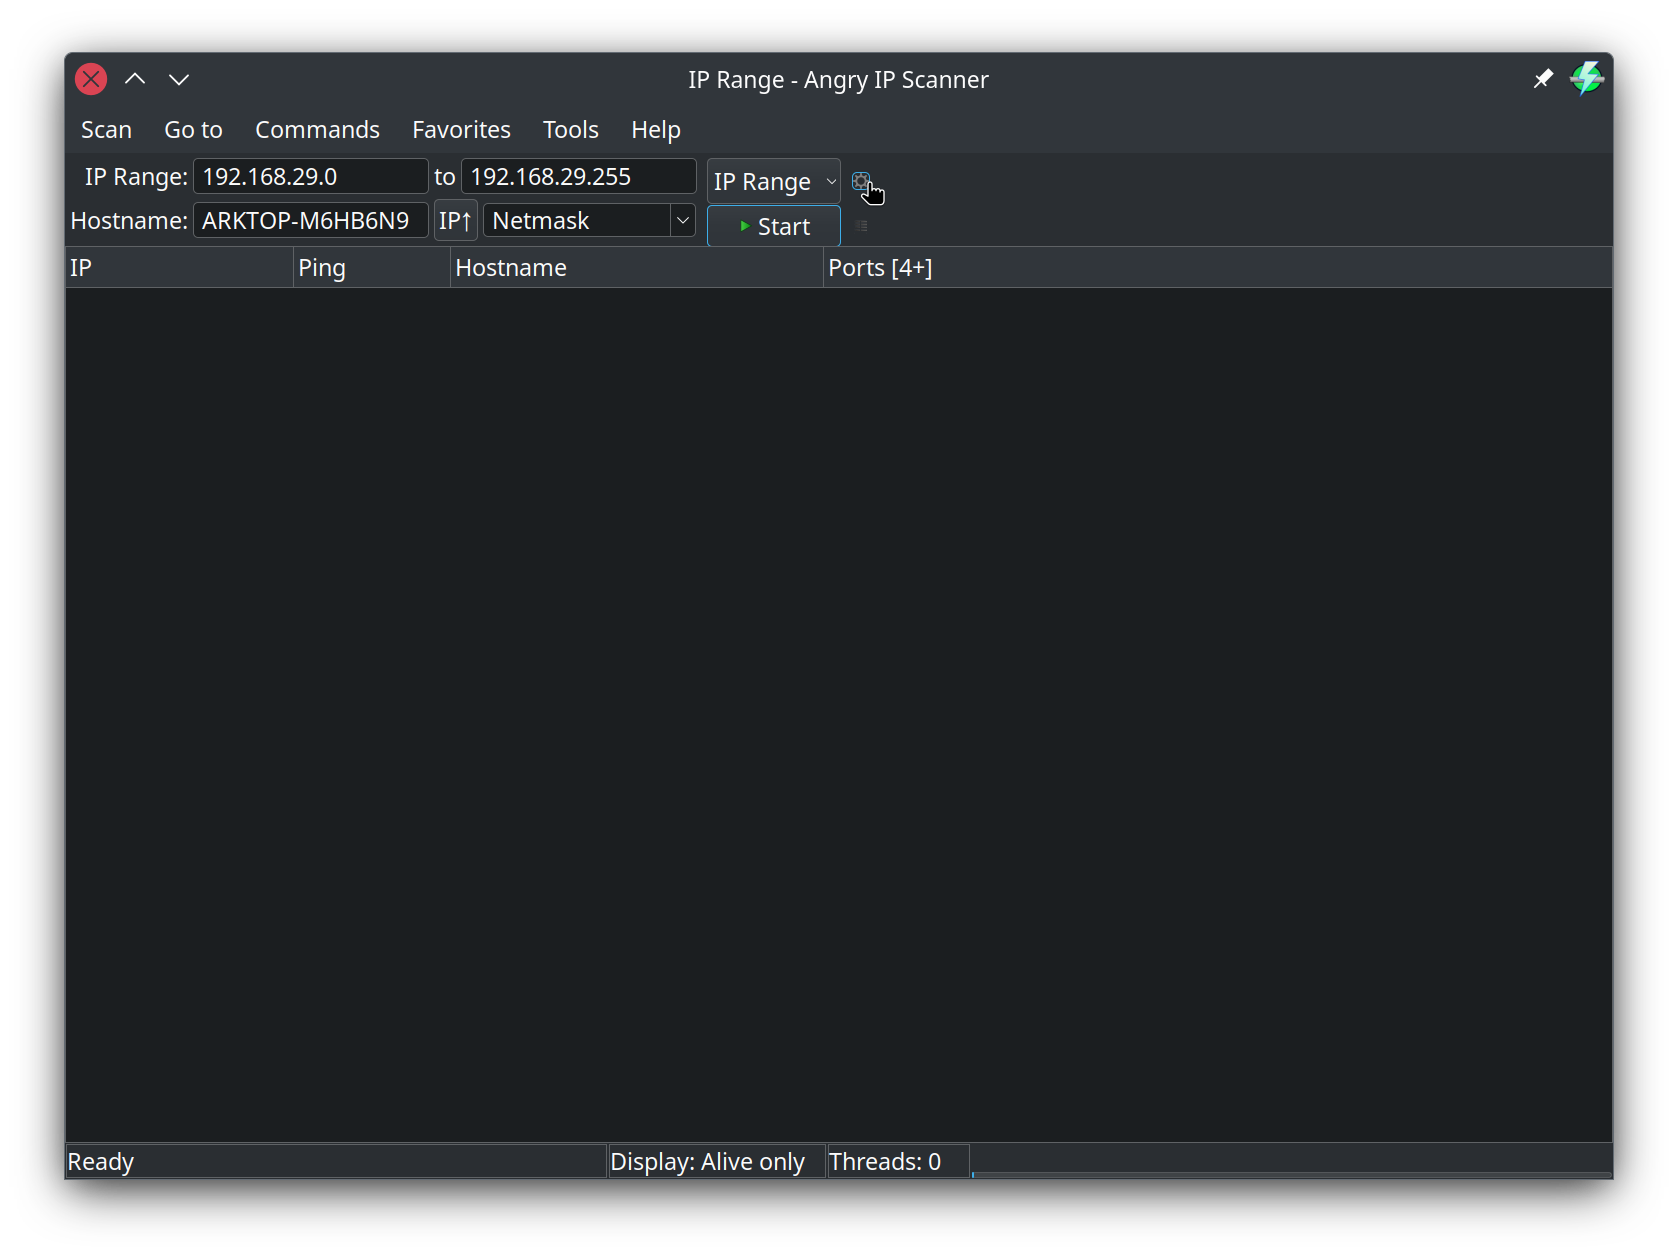 IP Range - Angry IP Scanner
Scan Go to Commands Favorites Tools Help
IP Range: 192.168.29.0 to 192.168.29.255 IP Range
Hostname: ARKTOP-M6HB6N9 IP↑ Netmask Start
IP Ping Hostname Ports [4+]
Ready Display: Alive only Threads: 0